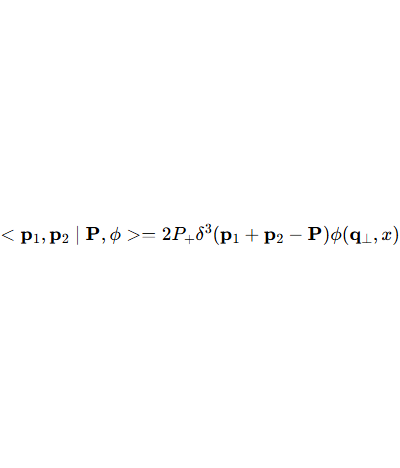 < p₁, p₂ | P, ϕ >= 2P₊δ³(p₁ + p₂ − P)ϕ(q⊥, x)